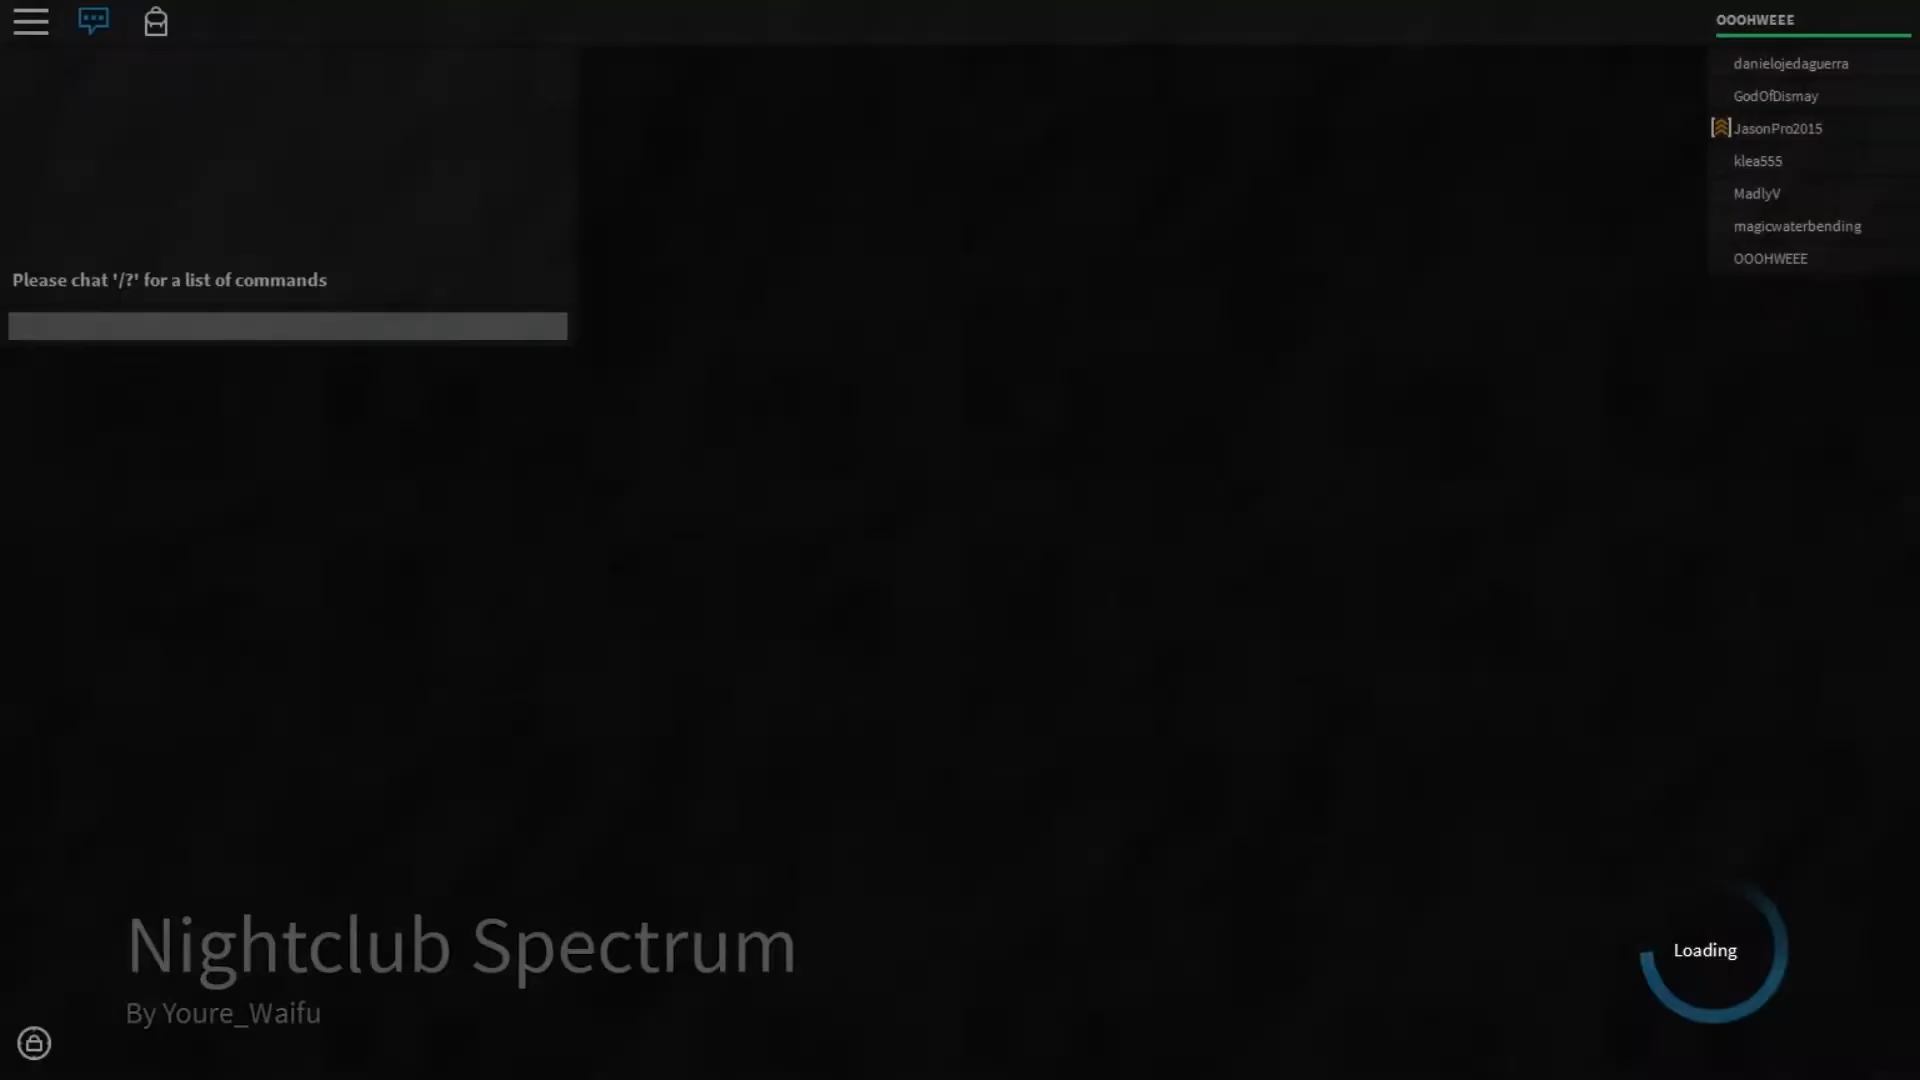 OOOHWEEE
danielojedaguerra
GodOfDismay
JasonPro2015
klea555
MadlyV
magicwaterbending
OOOHWEEE
Please chat '/?' for a list of commands
Nightclub Spectrum
By Youre_Waifu
Loading